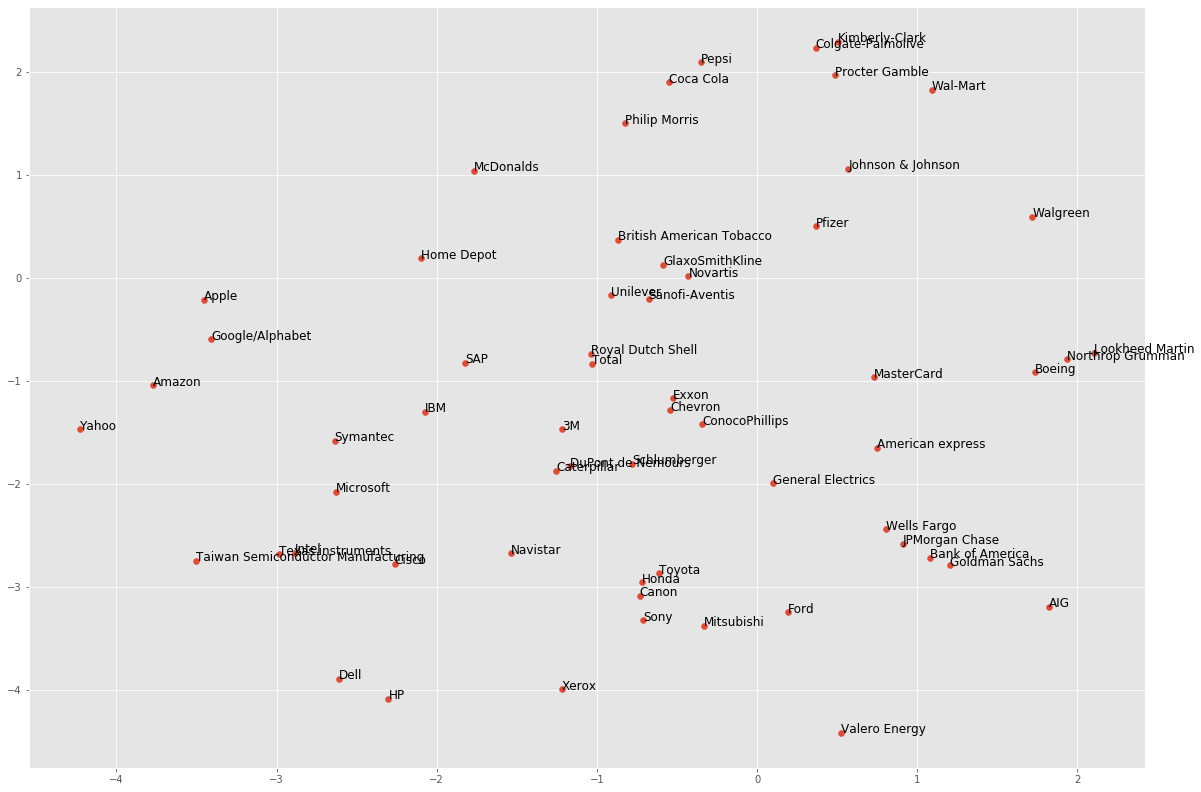 Kimberly-Clark
Colgate-Palmolive
Pepsi
Procter Gamble
Coca Cola
Wal-Mart
Philip Morris
McDonalds
Johnson & Johnson
Walgreen
Pfizer
British American Tobacco
Home Depot
GlaxoSmithKline
Novartis
Unilever
Sanofi-Aventis
Apple
Google/Alphabet
SAP
Royal Dutch Shell
Total
Lookheed Martin
Northrop Grumman
Boeing
MasterCard
Amazon
IBM
Exxon
Chevron
ConocoPhillips
Yahoo
Symantec
3M
American express
Schlumberger
DuPont de Nemours
Caterpillar
Microsoft
General Electrics
Wells Fargo
JPMorgan Chase
Bank of America
Goldman Sachs
Intel
Texas instruments
Taiwan Semiconductor Manufacturing
Cisco
Navistar
Toyota
Honda
Canon
Sony
Mitsubishi
Ford
AIG
Dell
HP
Xerox
Valero Energy
2
1
0
−1
−2
−3
−4
−4 −3 −2 −1 0 1 2